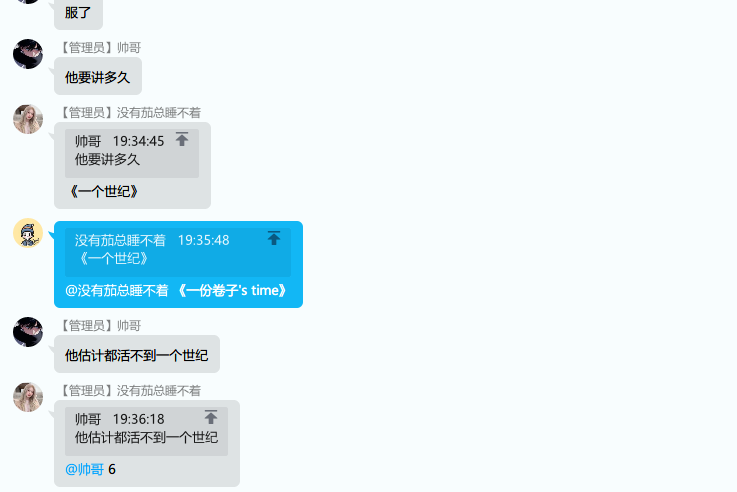 服了
【管理员】帅哥
他要讲多久
【管理员】没有茄总睡不着
帅哥 19:34:45
他要讲多久
《一个世纪》
没有茄总睡不着 19:35:48
《一个世纪》
@没有茄总睡不着 《一份卷子's time》
【管理员】帅哥
他估计都活不到一个世纪
【管理员】没有茄总睡不着
帅哥 19:36:18
他估计都活不到一个世纪
@帅哥 6